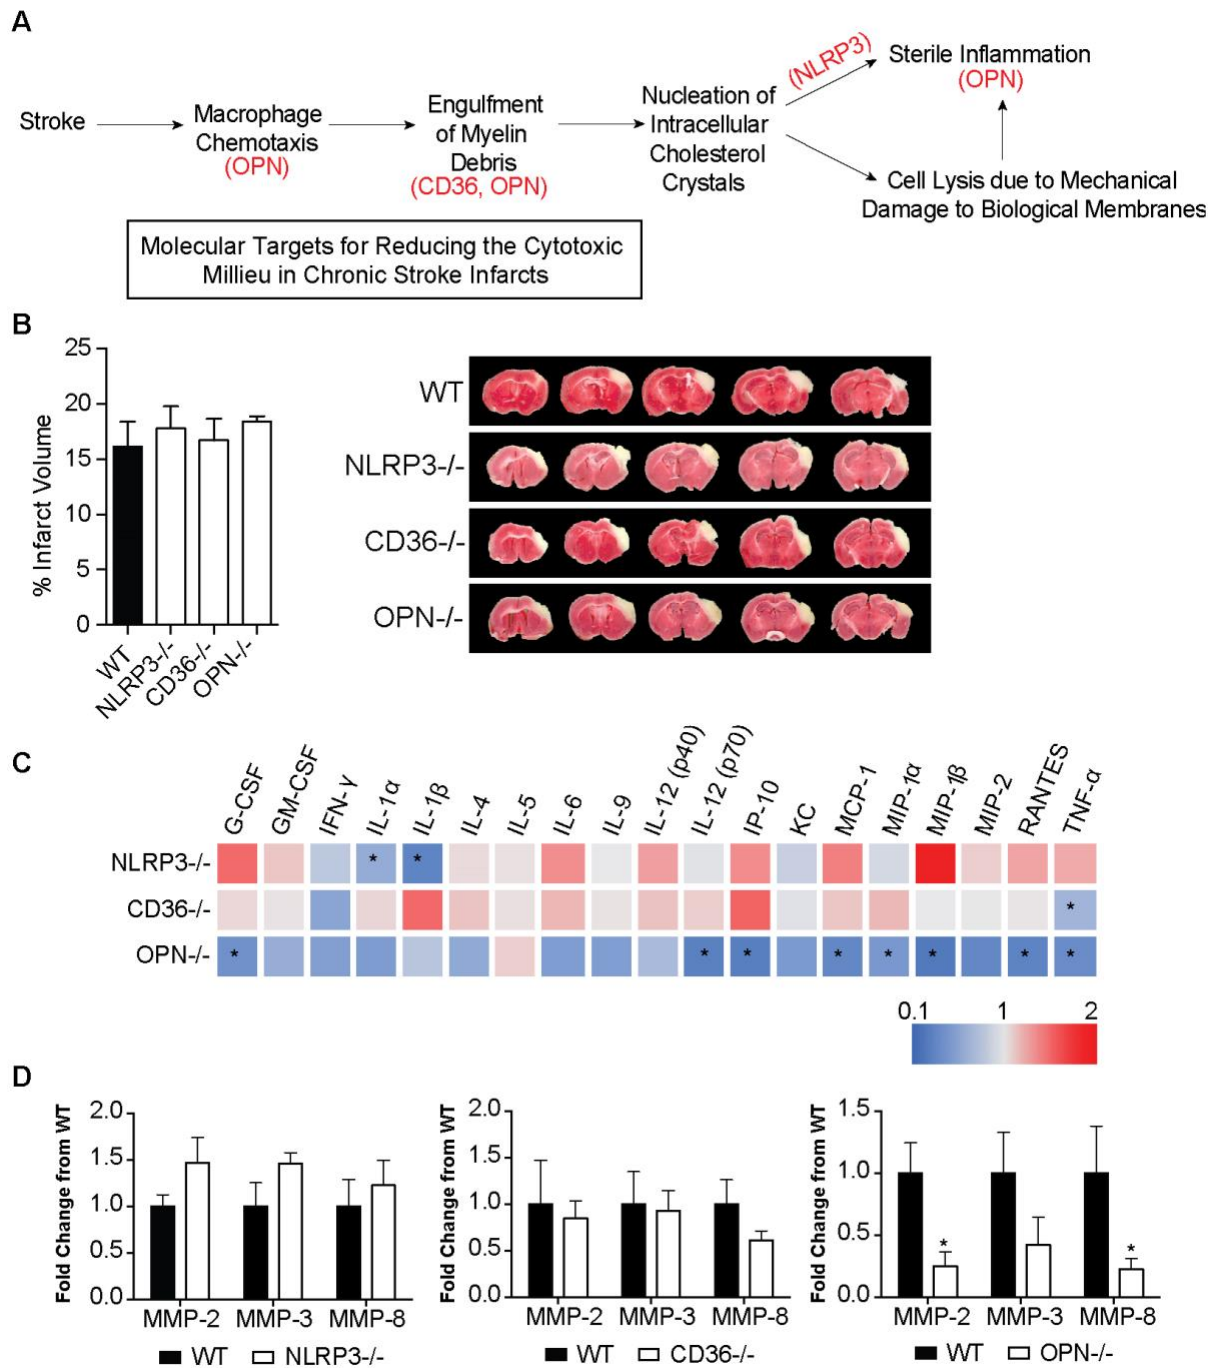 A
Stroke
Macrophage
Chemotaxis
(OPN)
Engulfment
of Myelin
Debris
(CD36, OPN)
Nucleation of
Intracellular
Cholesterol
Crystals
(NLRP3)
Sterile Inflammation
(OPN)
Cell Lysis due to Mechanical
Damage to Biological Membranes
Molecular Targets for Reducing the Cytotoxic
Millieu in Chronic Stroke Infarcts
B
% Infarct Volume
25
20
15
10
5
0
WT
NLRP3-/-
CD36-/-
OPN-/-
WT
NLRP3-/-
CD36-/-
OPN-/-
C
G-CSF
GM-CSF
IFN-γ
IL-1α
IL-1β
IL-4
IL-5
IL-6
IL-9
IL-12 (p40)
IL-12 (p70)
IP-10
KC
MCP-1
MIP-1α
MIP-1β
MIP-2
RANTES
TNF-α
NLRP3-/- * *
CD36-/- *
OPN-/- * * * * * * * *
0.1 1 2
D
Fold Change from WT
2.0
1.5
1.0
0.5
0.0
MMP-2 MMP-3 MMP-8
WT NLRP3-/-
Fold Change from WT
2.0
1.5
1.0
0.5
0.0
MMP-2 MMP-3 MMP-8
WT CD36-/-
Fold Change from WT
1.5
1.0
0.5
0.0
* *
MMP-2 MMP-3 MMP-8
WT OPN-/-